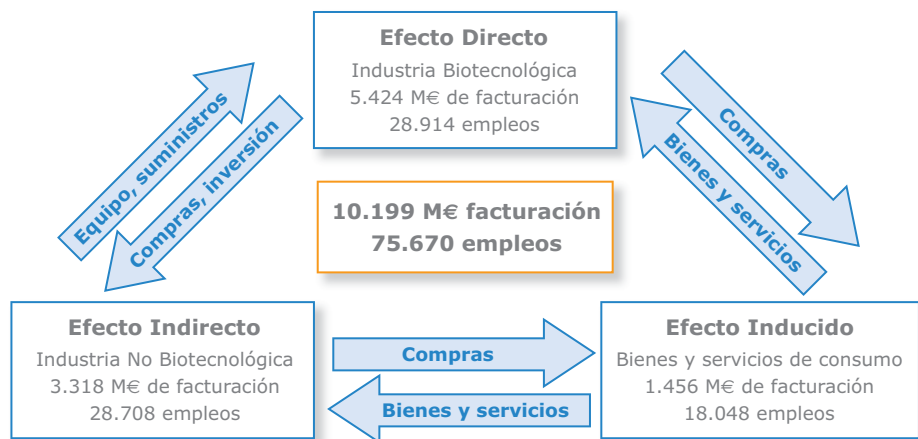 Efecto Directo
Industria Biotecnológica
5.424 M€ de facturación
28.914 empleos
Equipo, suministros
Compras, inversión
Compras
Bienes y servicios
10.199 M€ facturación
75.670 empleos
Efecto Indirecto
Industria No Biotecnológica
3.318 M€ de facturación
28.708 empleos
Compras
Bienes y servicios
Efecto Inducido
Bienes y servicios de consumo
1.456 M€ de facturación
18.048 empleos